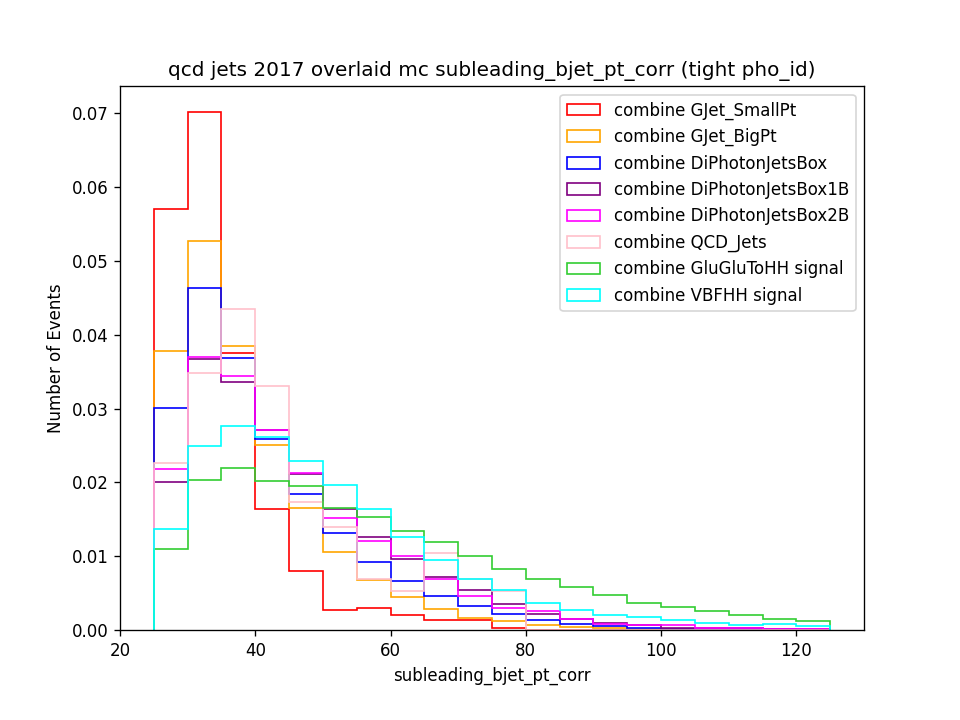 qcd jets 2017 overlaid mc subleading_bjet_pt_corr (tight pho_id)
combine GJet_SmallPt
combine GJet_BigPt
combine DiPhotonJetsBox
combine DiPhotonJetsBox1B
combine DiPhotonJetsBox2B
combine QCD_Jets
combine GluGluToHH signal
combine VBFHH signal
Number of Events
0.07
0.06
0.05
0.04
0.03
0.02
0.01
0.00
20 40 60 80 100 120
subleading_bjet_pt_corr